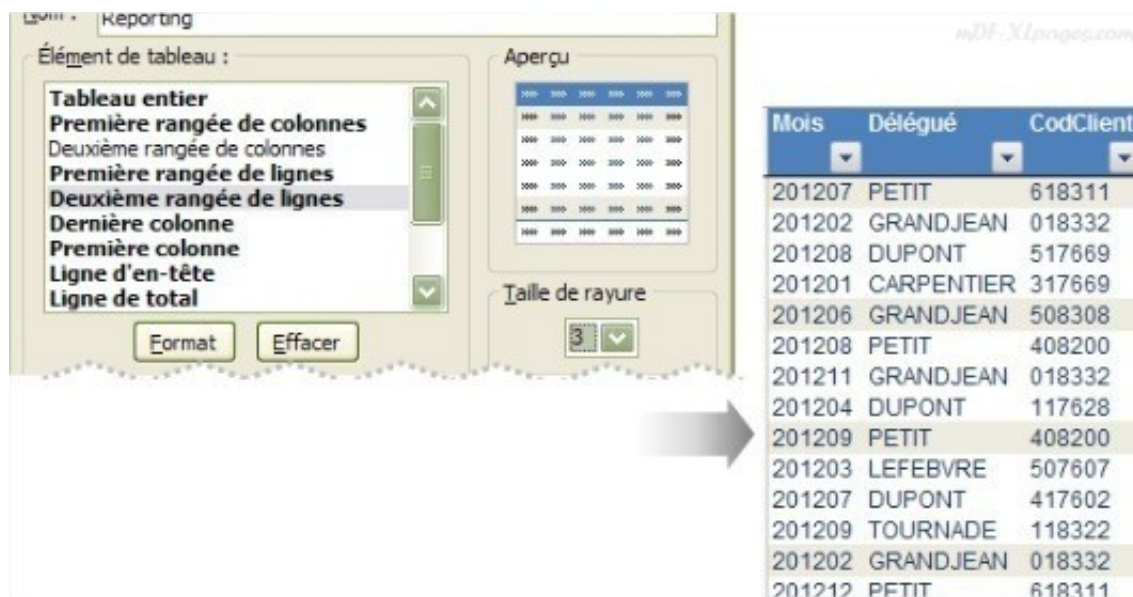 Nom : Reporting
Élément de tableau :
Tableau entier
Première rangée de colonnes
Deuxième rangée de colonnes
Première rangée de lignes
Deuxième rangée de lignes
Dernière colonne
Première colonne
Ligne d'en-tête
Ligne de total
Format Effacer
Aperçu
Taille de rayure
3
mDF-XLpages.com
Mois Délégué CodClient
201207 PETIT 618311
201202 GRANDJEAN 018332
201208 DUPONT 517669
201201 CARPENTIER 317669
201206 GRANDJEAN 508308
201208 PETIT 408200
201211 GRANDJEAN 018332
201204 DUPONT 117628
201209 PETIT 408200
201203 LEFEBVRE 507607
201207 DUPONT 417602
201209 TOURNADE 118322
201202 GRANDJEAN 018332
201212 PETIT 618311